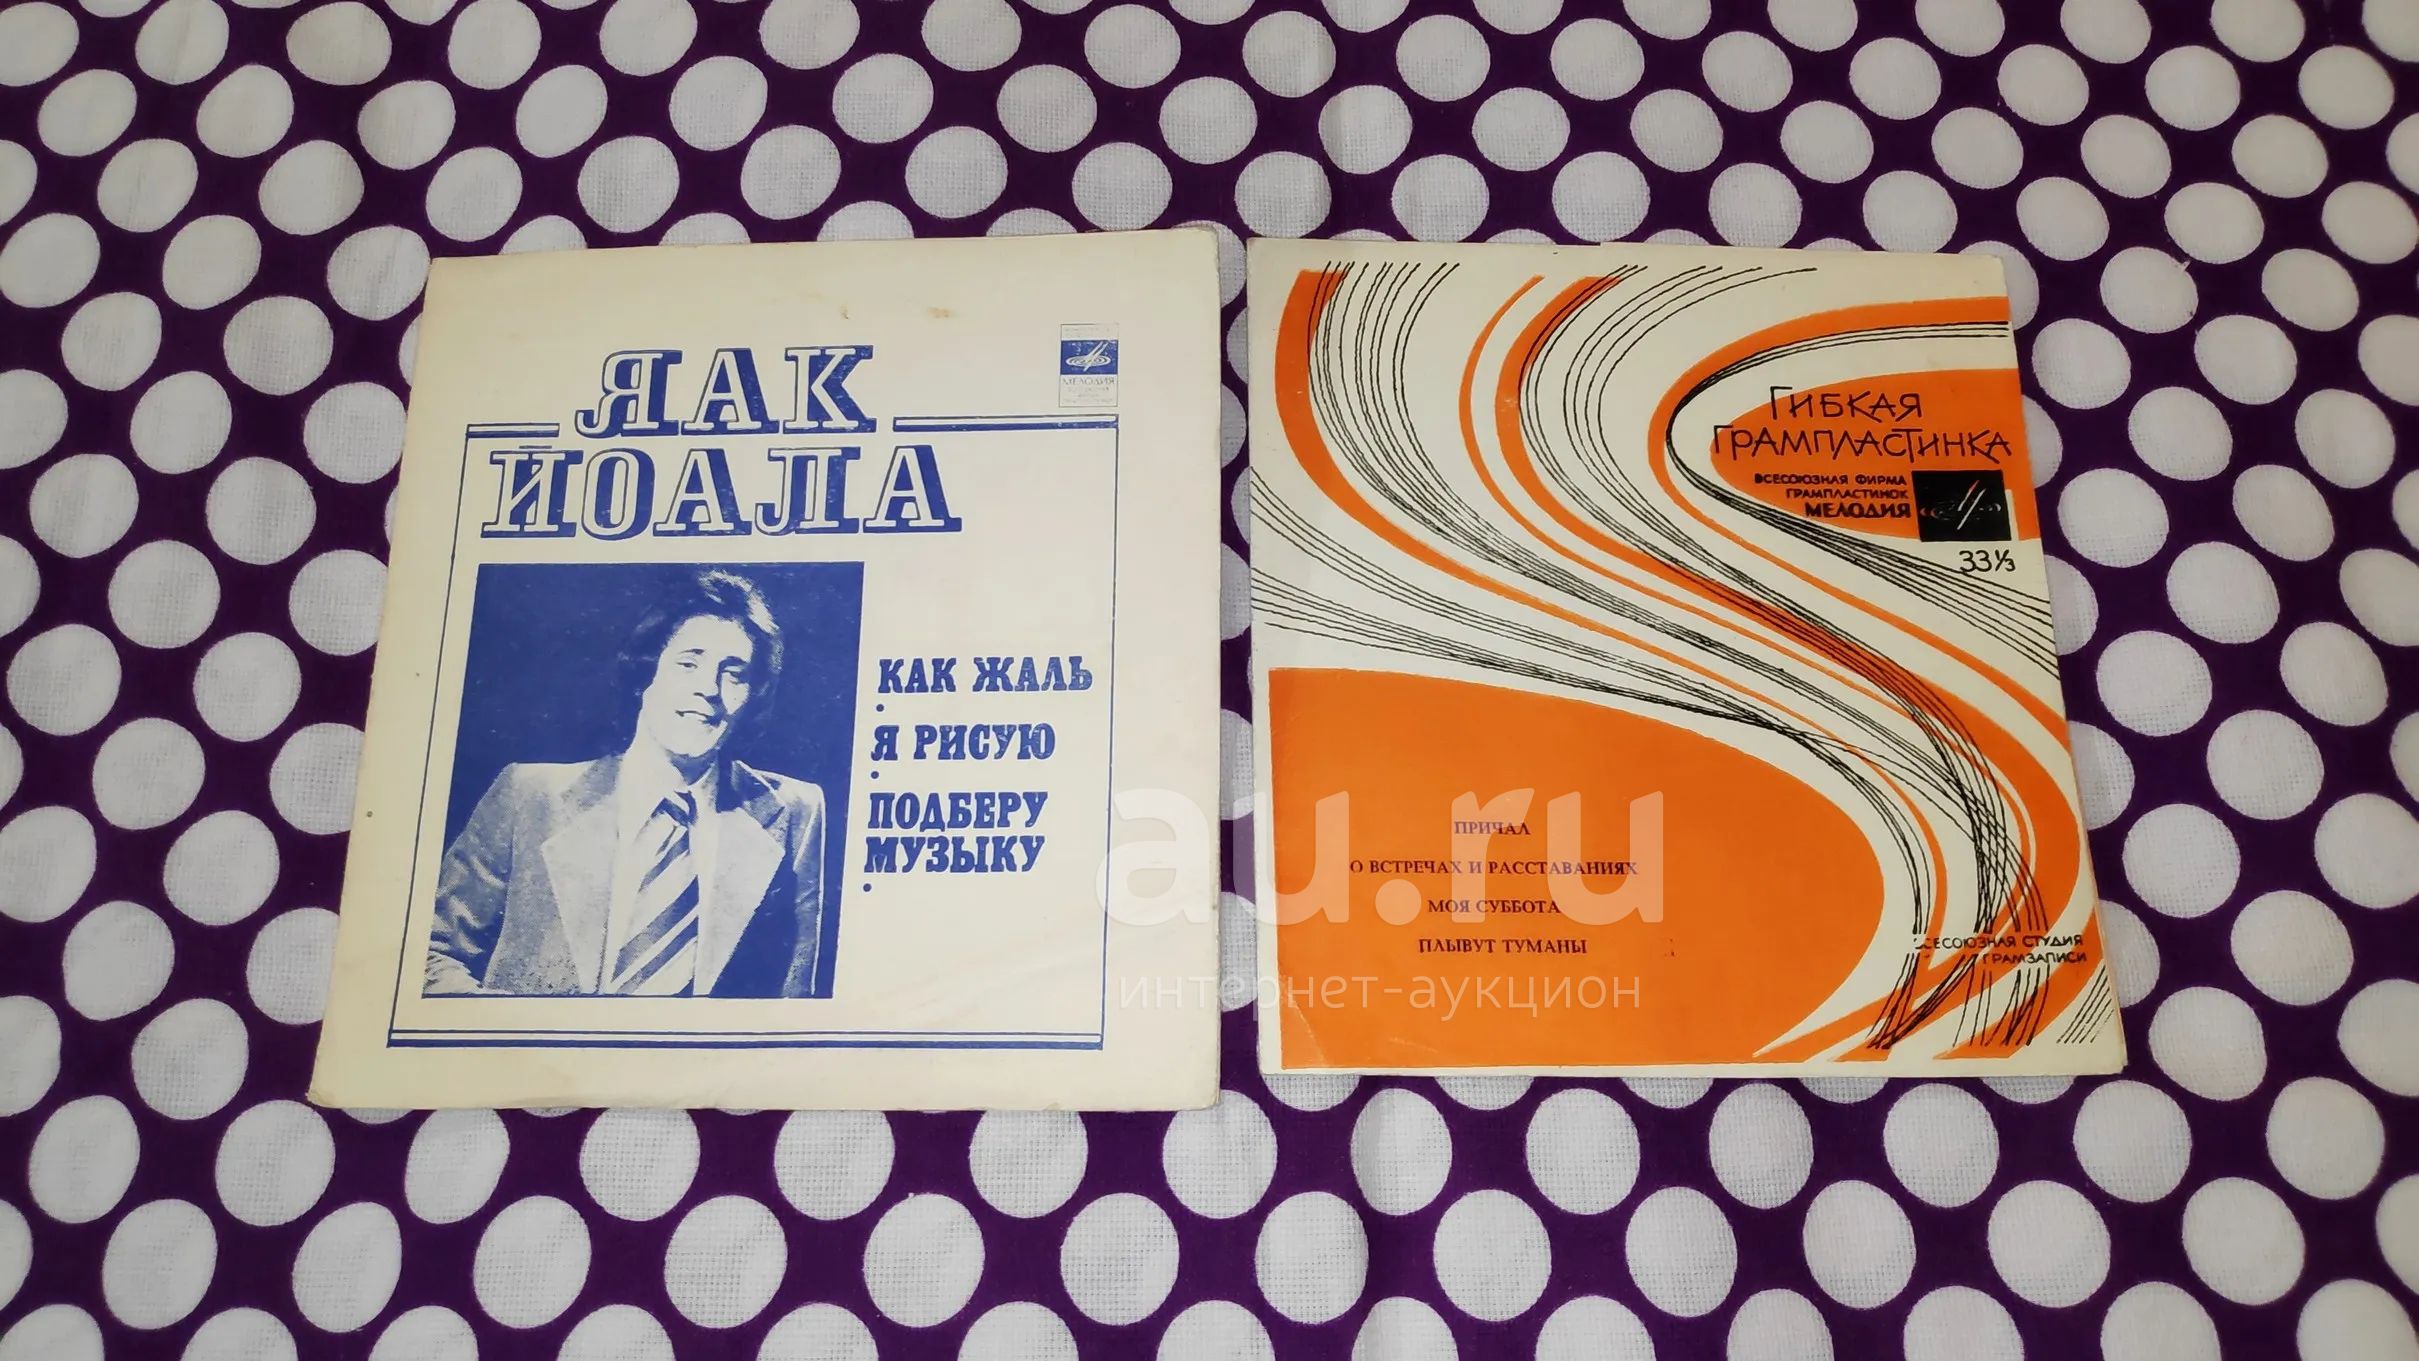 ЯАК
ЙОАЛА
МЕЛОДИЯ
КАК ЖАЛЬ
Я РИСУЮ
ПОДБЕРУ
МУЗЫКУ
ГИБКАЯ
ГРАМПЛАСТИНКА
ВСЕСОЮЗНАЯ ФИРМА
ГРАМПЛАСТИНОК
МЕЛОДИЯ
33⅓
ПРИЧАЛ
О ВСТРЕЧАХ И РАССТАВАНИЯХ
МОЯ СУББОТА
ПЛЫВУТ ТУМАНЫ
ВСЕСОЮЗНАЯ СТУДИЯ
ГРАМЗАПИСИ
au.ru
интернет-аукцион